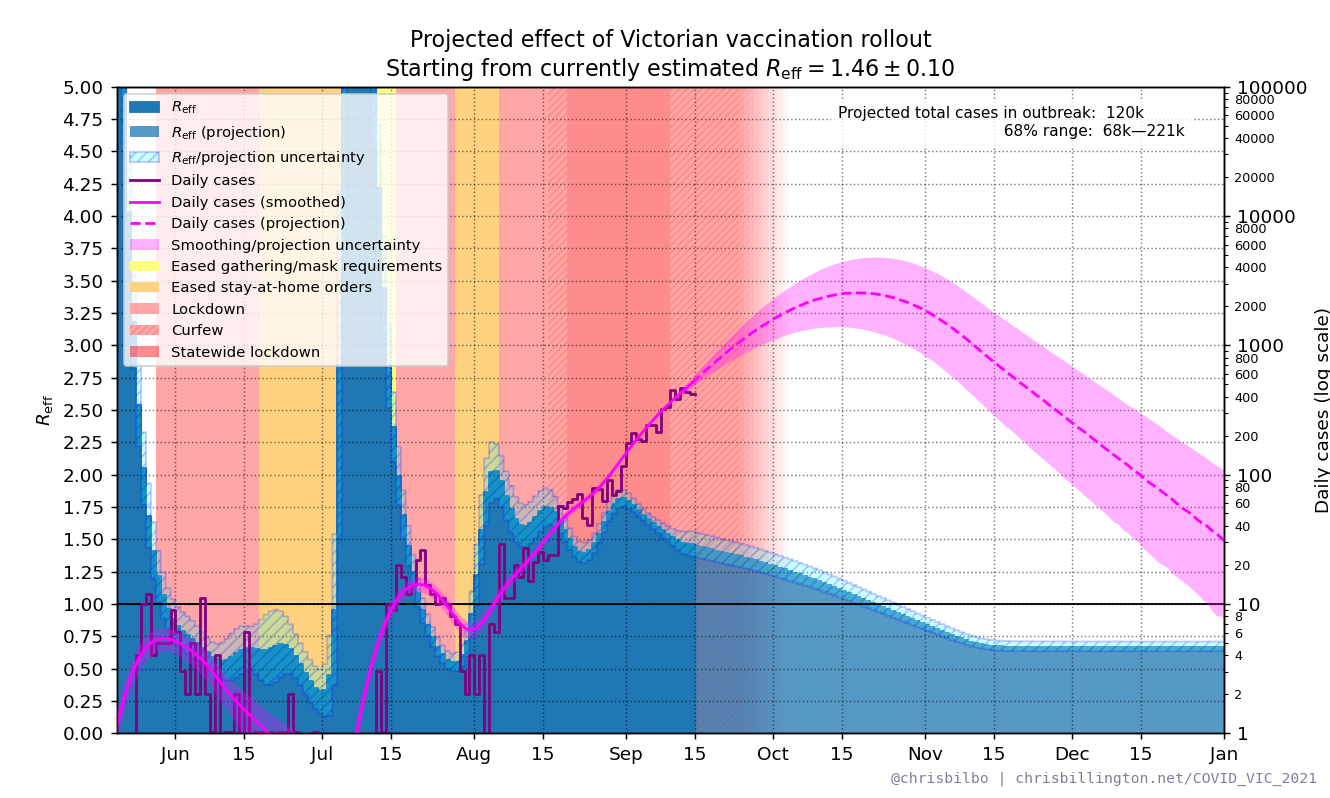 Projected effect of Victorian vaccination rollout
Starting from currently estimated R_eff = 1.46 ± 0.10
Projected total cases in outbreak: 120k
68% range: 68k—221k
R_eff
R_eff (projection)
R_eff/projection uncertainty
Daily cases
Daily cases (smoothed)
Daily cases (projection)
Smoothing/projection uncertainty
Eased gathering/mask requirements
Eased stay-at-home orders
Lockdown
Curfew
Statewide lockdown
R_eff
5.00
4.75
4.50
4.25
4.00
3.75
3.50
3.25
3.00
2.75
2.50
2.25
2.00
1.75
1.50
1.25
1.00
0.75
0.50
0.25
0.00
100000
80000
60000
40000
20000
10000
8000
6000
4000
2000
1000
800
600
400
200
100
80
60
40
20
10
8
6
4
2
1
Daily cases (log scale)
Jun 15 Jul 15 Aug 15 Sep 15 Oct 15 Nov 15 Dec 15 Jan
@chrisbilbo | chrisbillington.net/COVID_VIC_2021